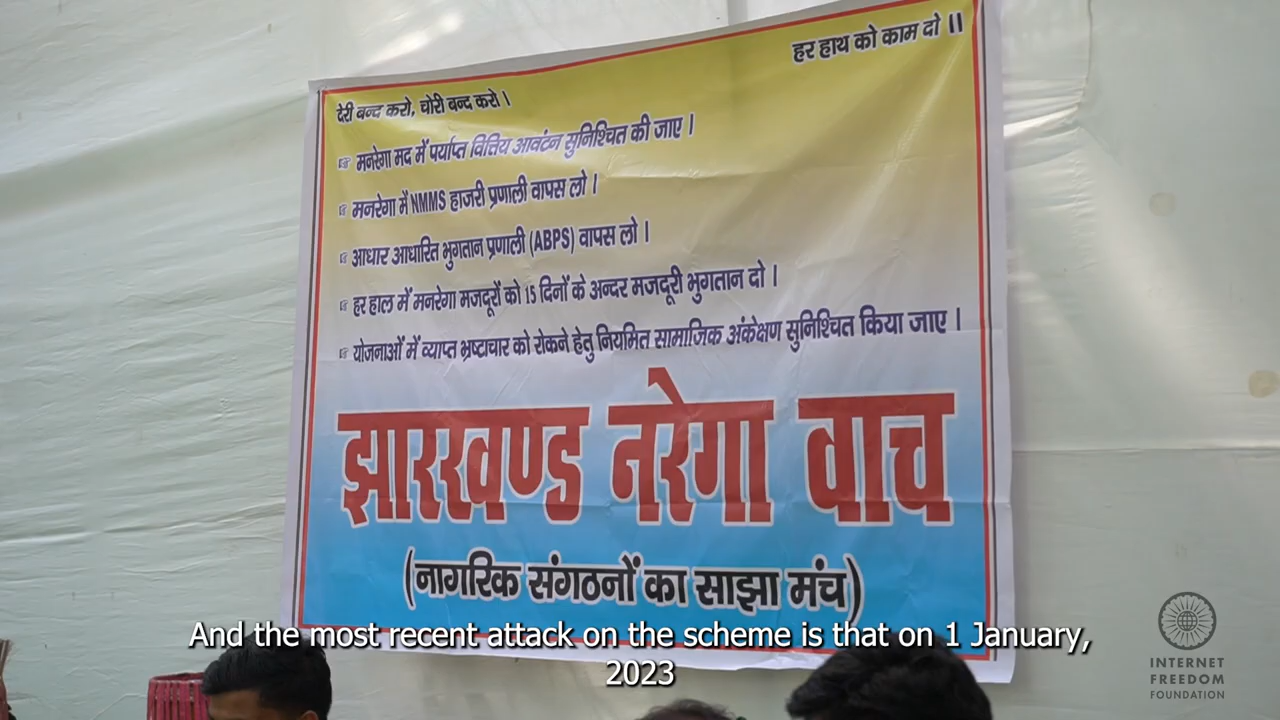 हर हाथ को काम दो ॥
देरी बन्द करो, चोरी बन्द करो ।
मनरेगा मद में पर्याप्त वित्तिय आवंटन सुनिश्चित की जाए ।
मनरेगा में NMMS हाजरी प्रणाली वापस लो ।
आधार आधारित भुगतान प्रणाली (ABPS) वापस लो ।
हर हाल में मनरेगा मजदूरों को 15 दिनों के अन्दर मजदूरी भुगतान दो ।
योजनाओं में व्याप्त भ्रष्टाचार को रोकने हेतु नियमित सामाजिक अंकेक्षण सुनिश्चित किया जाए ।
झारखण्ड नरेगा वाच
(नागरिक संगठनों का साझा मंच)
And the most recent attack on the scheme is that on 1 January,
2023
INTERNET
FREEDOM
FOUNDATION